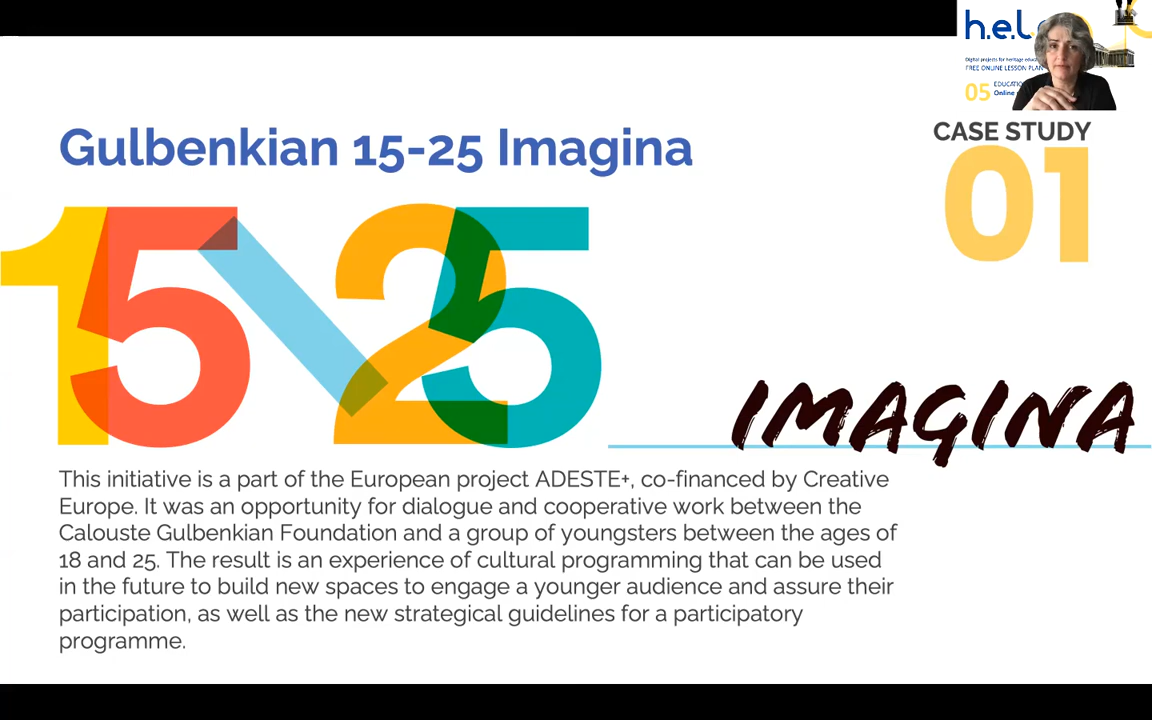 h.e.l.
Digital projects for heritage educ
FREE ONLINE LESSON PLAN
05 EDUCATIO
Online
CASE STUDY
01
Gulbenkian 15-25 Imagina
15 25
IMAGINA
This initiative is a part of the European project ADESTE+, co-financed by Creative
Europe. It was an opportunity for dialogue and cooperative work between the
Calouste Gulbenkian Foundation and a group of youngsters between the ages of
18 and 25. The result is an experience of cultural programming that can be used
in the future to build new spaces to engage a younger audience and assure their
participation, as well as the new strategical guidelines for a participatory
programme.